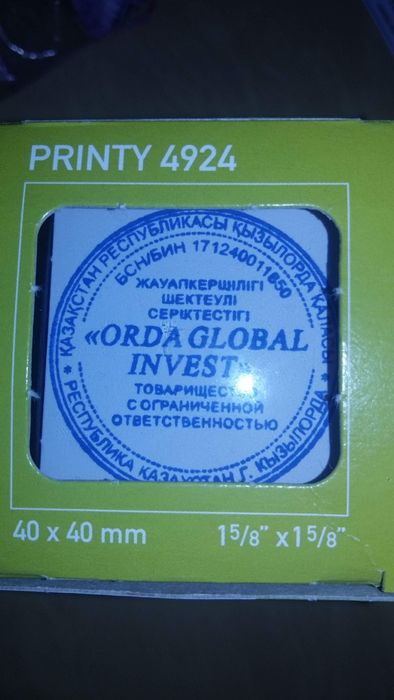 PRINTY 4924
* ҚАЗАҚСТАН РЕСПУБЛИКАСЫ ҚЫЗЫЛОРДА ҚАЛАСЫ *
БСН/БИН 171240011650
ЖАУАПКЕРШІЛІГІ
ШЕКТЕУЛІ
СЕРІКТЕСТІГІ
«ORDA GLOBAL
INVEST»
ТОВАРИЩЕСТВО
С ОГРАНИЧЕННОЙ
ОТВЕТСТВЕННОСТЬЮ
РЕСПУБЛИКА КАЗАХСТАН Г. КЫЗЫЛОРДА
40 x 40 mm
1 5/8" x 1 5/8"